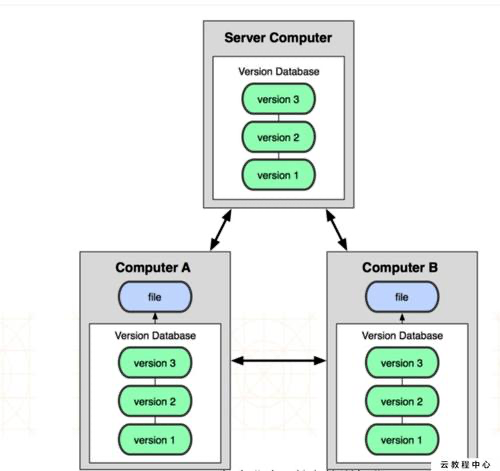 Server Computer
Version Database
version 3
version 2
version 1
Computer A
file
Version Database
version 3
version 2
version 1
Computer B
file
Version Database
version 3
version 2
version 1
云教程中心